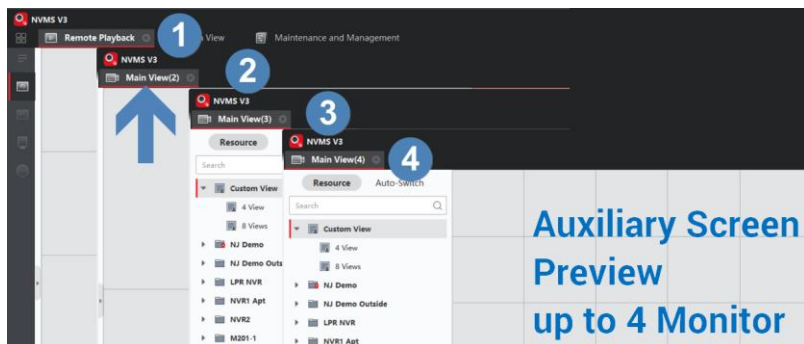 NVMS V3
Remote Playback
1
View
Maintenance and Management
NVMS V3
Main View(2)
2
NVMS V3
Main View(3)
3
Resource
Search
Custom View
4 View
8 Views
NJ Demo
NJ Demo Outs
LPR NVR
NVR1 Apt
NVR2
M201-1
NVMS V3
Main View(4)
4
Resource
Auto-Switch
Search
Custom View
4 View
8 Views
NJ Demo
NJ Demo Outside
LPR NVR
NVR1 Apt
Auxiliary Screen
Preview
up to 4 Monitor